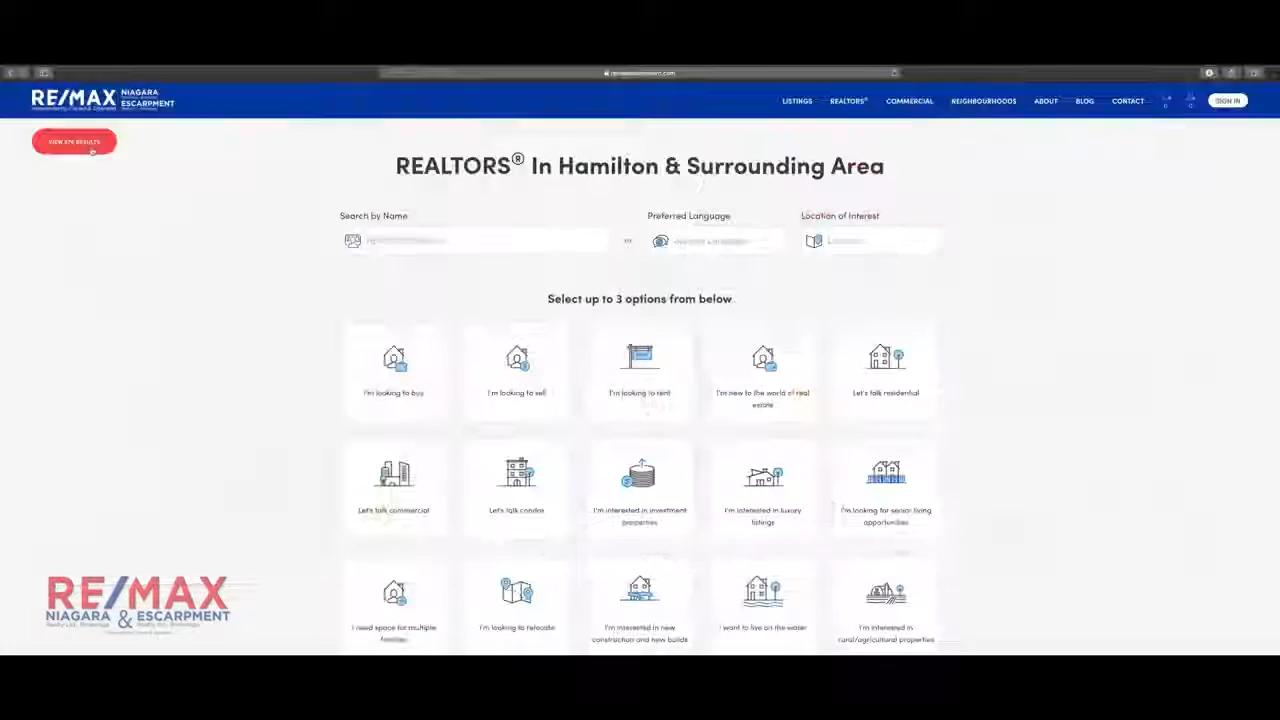 RE/MAX NIAGARA
ESCARPMENT
LISTINGS REALTORS® COMMERCIAL NEIGHBOURHOODS ABOUT BLOG CONTACT SIGN IN
VIEW RESULTS
REALTORS® In Hamilton & Surrounding Area
Search by Name Preferred Language Location of Interest
or
Select up to 3 options from below
I'm looking to buy
I'm looking to sell
I'm looking to rent
I'm new to the world of real
estate
Let's talk residential
Let's talk commercial
Let's talk condos
I'm interested in investment
properties
I'm interested in luxury
listings
I'm looking for senior living
opportunities
I need space for multiple
families
I'm looking to relocate
I'm interested in new
construction and new builds
I want to live on the water
I'm interested in
rural/agricultural properties
RE/MAX
NIAGARA & ESCARPMENT